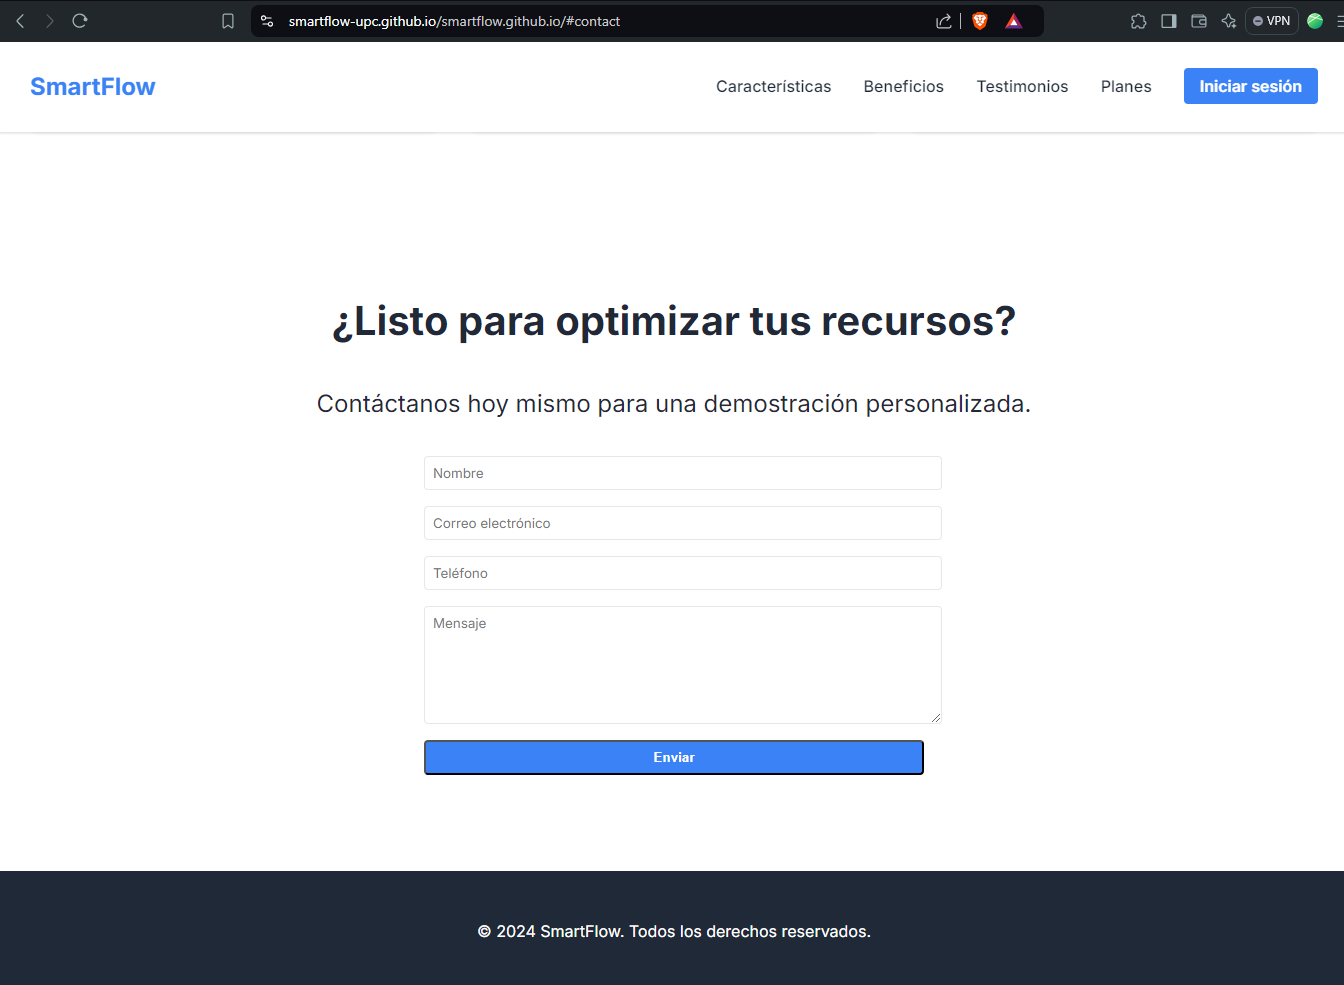 smartflow-upc.github.io/smartflow.github.io/#contact
VPN
SmartFlow
Características
Beneficios
Testimonios
Planes
Iniciar sesión
¿Listo para optimizar tus recursos?
Contáctanos hoy mismo para una demostración personalizada.
Nombre
Correo electrónico
Teléfono
Mensaje
Enviar
© 2024 SmartFlow. Todos los derechos reservados.